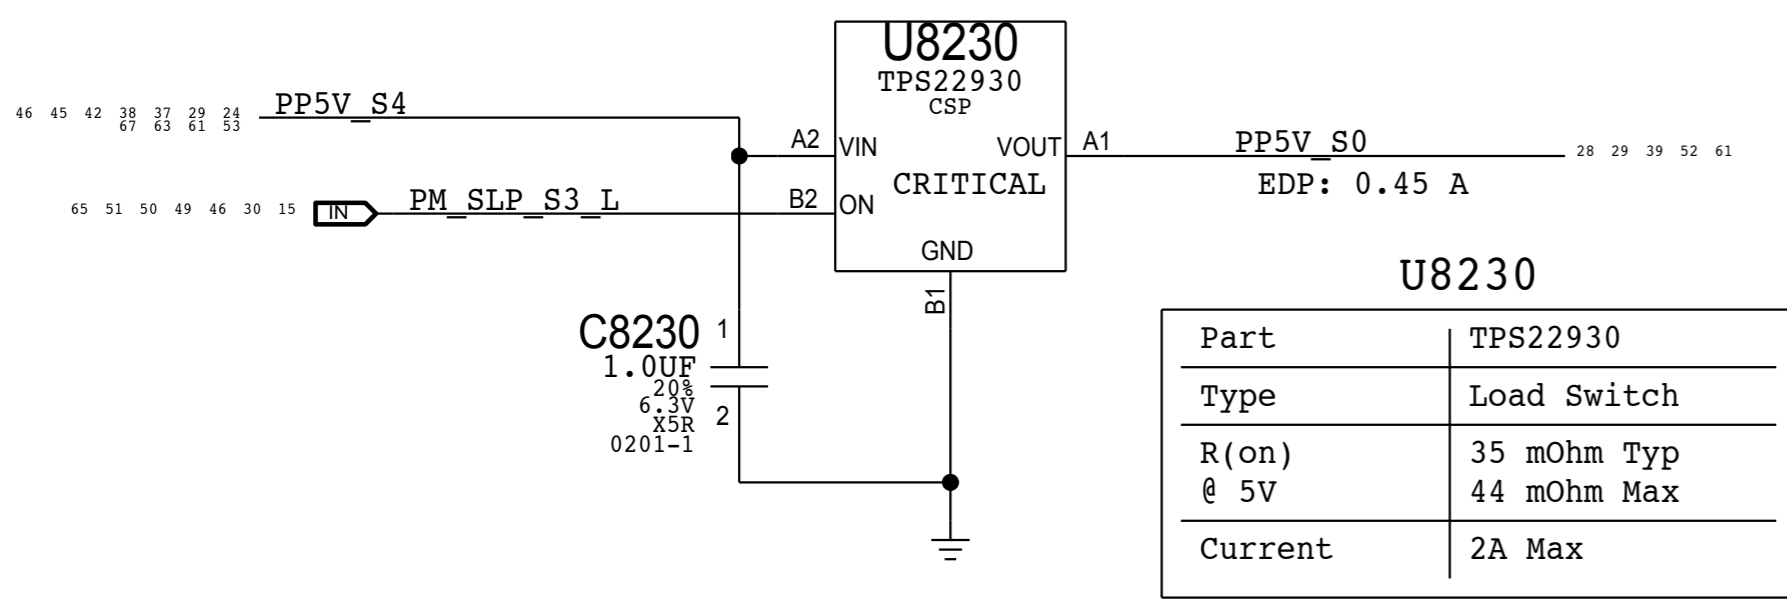 U8230
TPS22930
CSP
46 45 42 38 37 29 24
67 63 61 53
PP5V_S4
A2
VIN
VOUT
A1
PP5V_S0
28 29 39 52 61
EDP: 0.45 A
CRITICAL
65 51 50 49 46 30 15
IN
PM_SLP_S3_L
B2
ON
GND
B1
C8230
1
1.0UF
20%
6.3V
X5R
0201-1
2
U8230
Part TPS22930
Type Load Switch
R(on) 35 mOhm Typ
@ 5V 44 mOhm Max
Current 2A Max